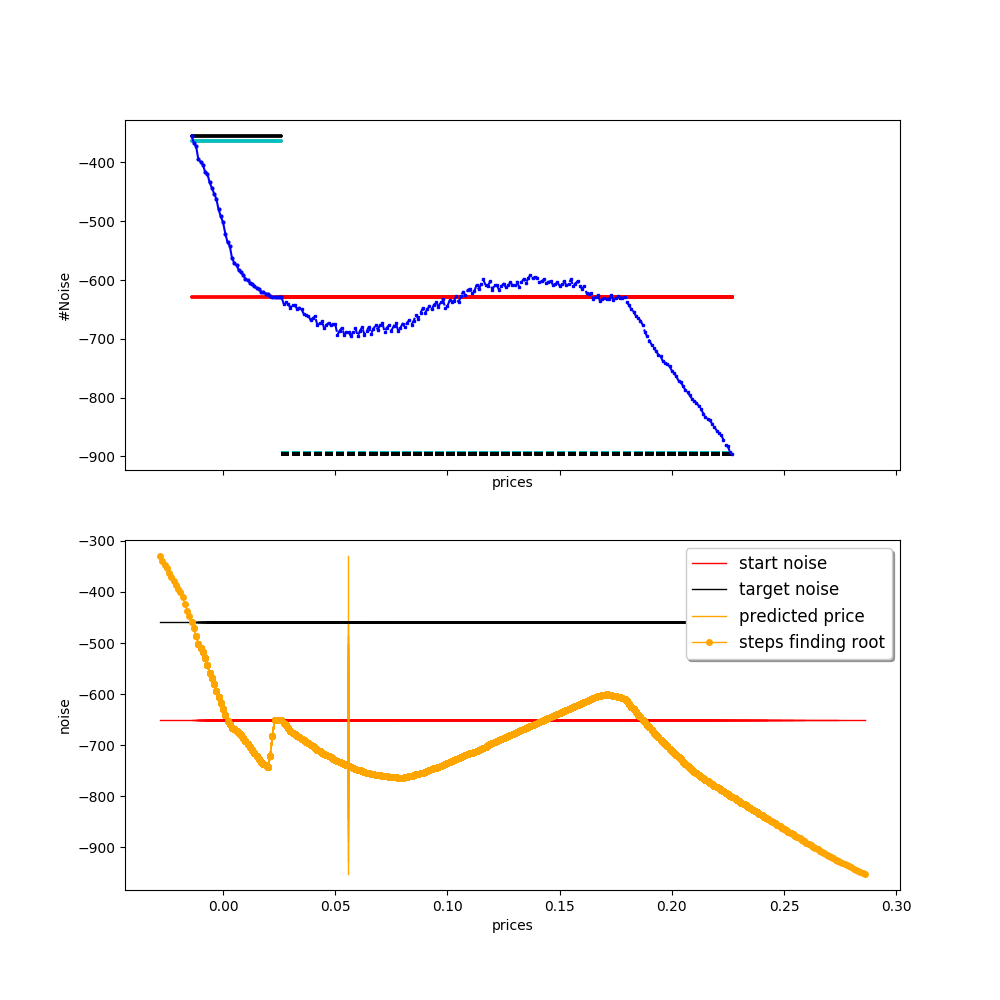 −400
−500
−600
−700
−800
−900
#Noise
prices
−300
−400
−500
−600
−700
−800
−900
noise
start noise
target noise
predicted price
steps finding root
0.00 0.05 0.10 0.15 0.20 0.25 0.30
prices